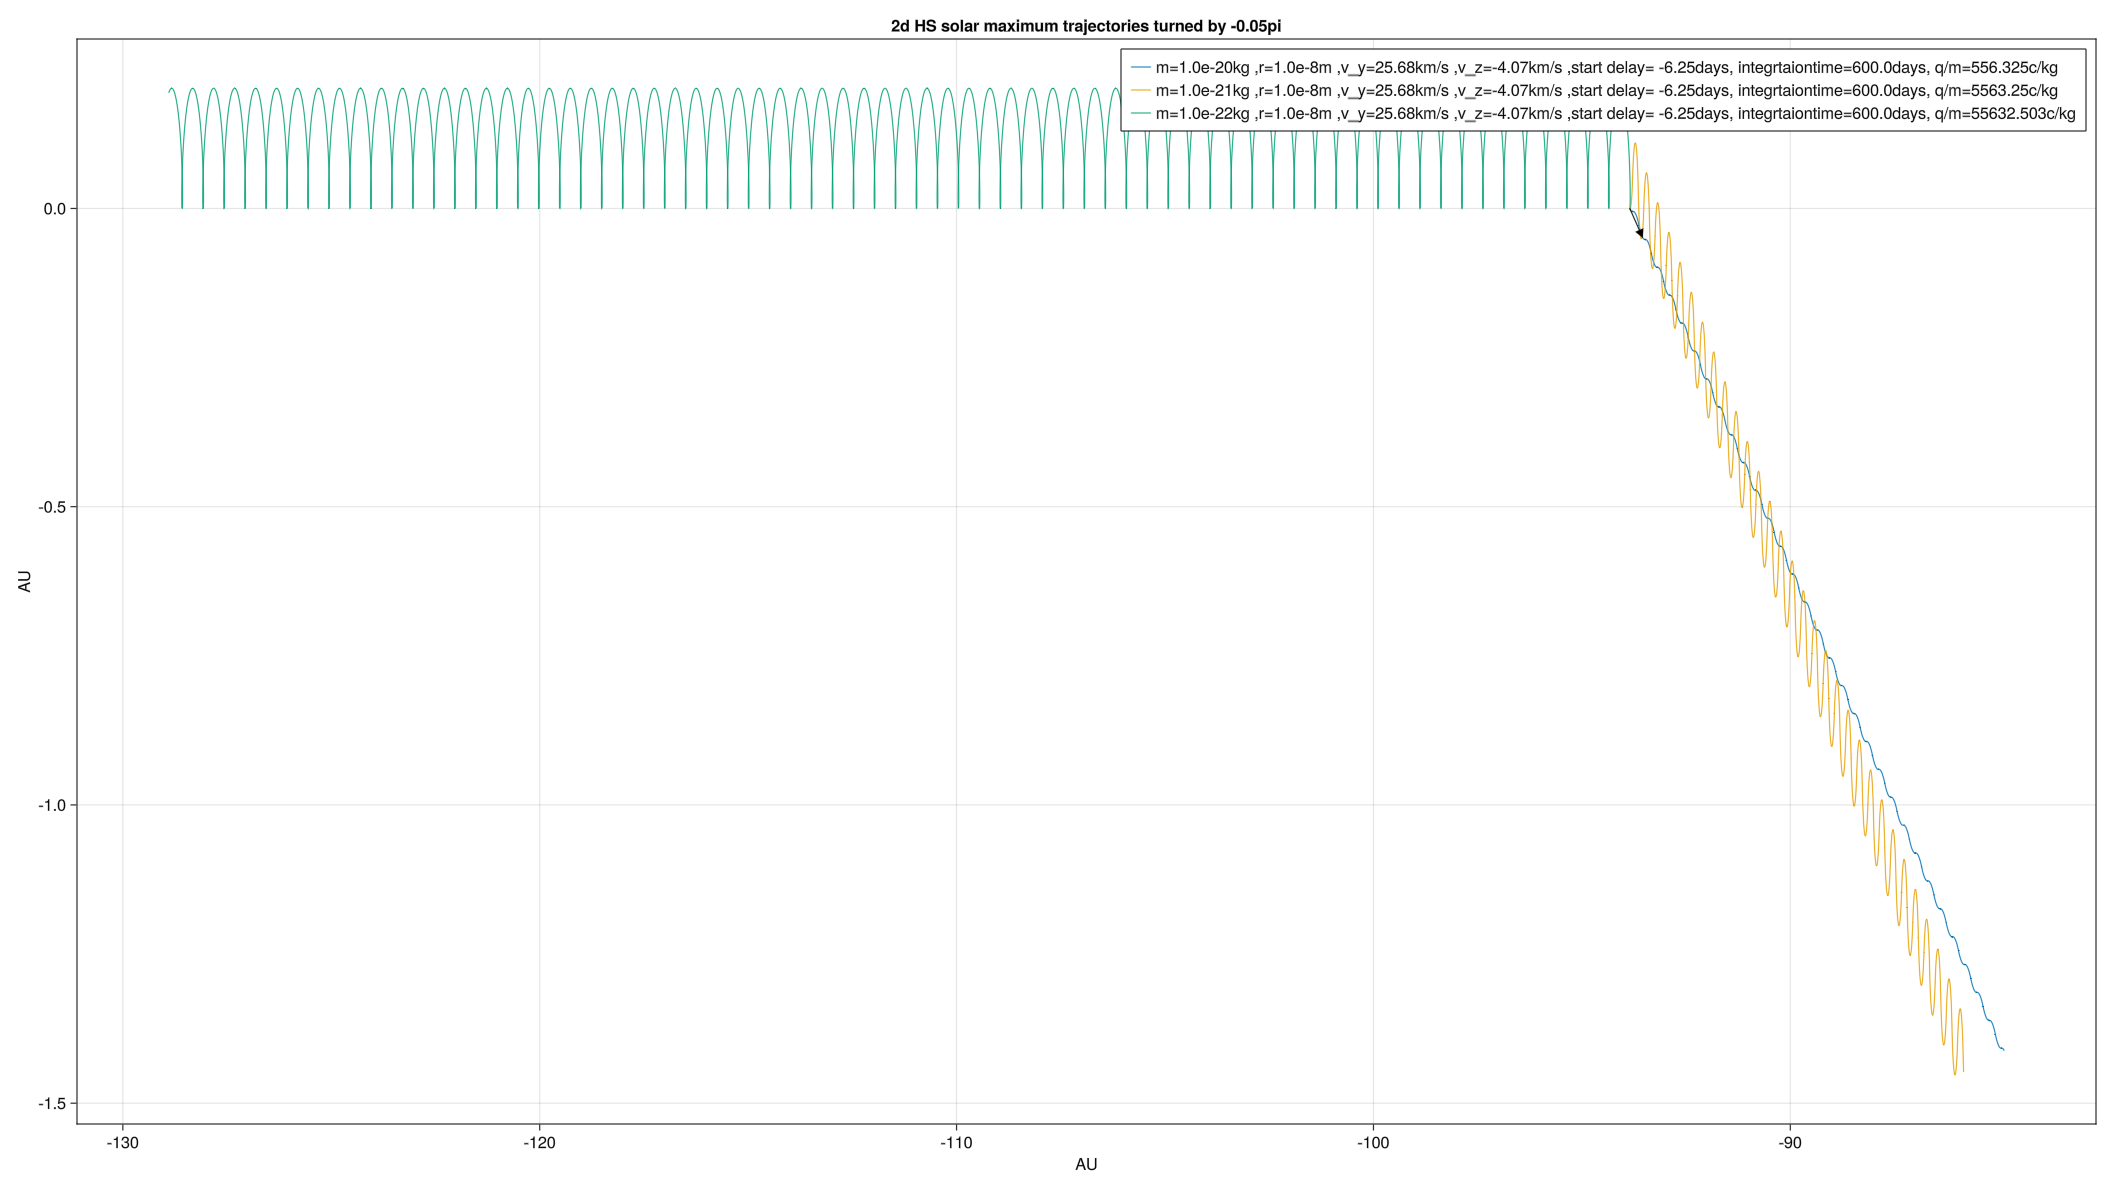 2d HS solar maximum trajectories turned by -0.05pi
m=1.0e-20kg ,r=1.0e-8m ,v_y=25.68km/s ,v_z=-4.07km/s ,start delay= -6.25days, integrtaiontime=600.0days, q/m=556.325c/kg
m=1.0e-21kg ,r=1.0e-8m ,v_y=25.68km/s ,v_z=-4.07km/s ,start delay= -6.25days, integrtaiontime=600.0days, q/m=5563.25c/kg
m=1.0e-22kg ,r=1.0e-8m ,v_y=25.68km/s ,v_z=-4.07km/s ,start delay= -6.25days, integrtaiontime=600.0days, q/m=55632.503c/kg
0.0
-0.5
-1.0
-1.5
AU
-130 -120 -110 -100 -90
AU